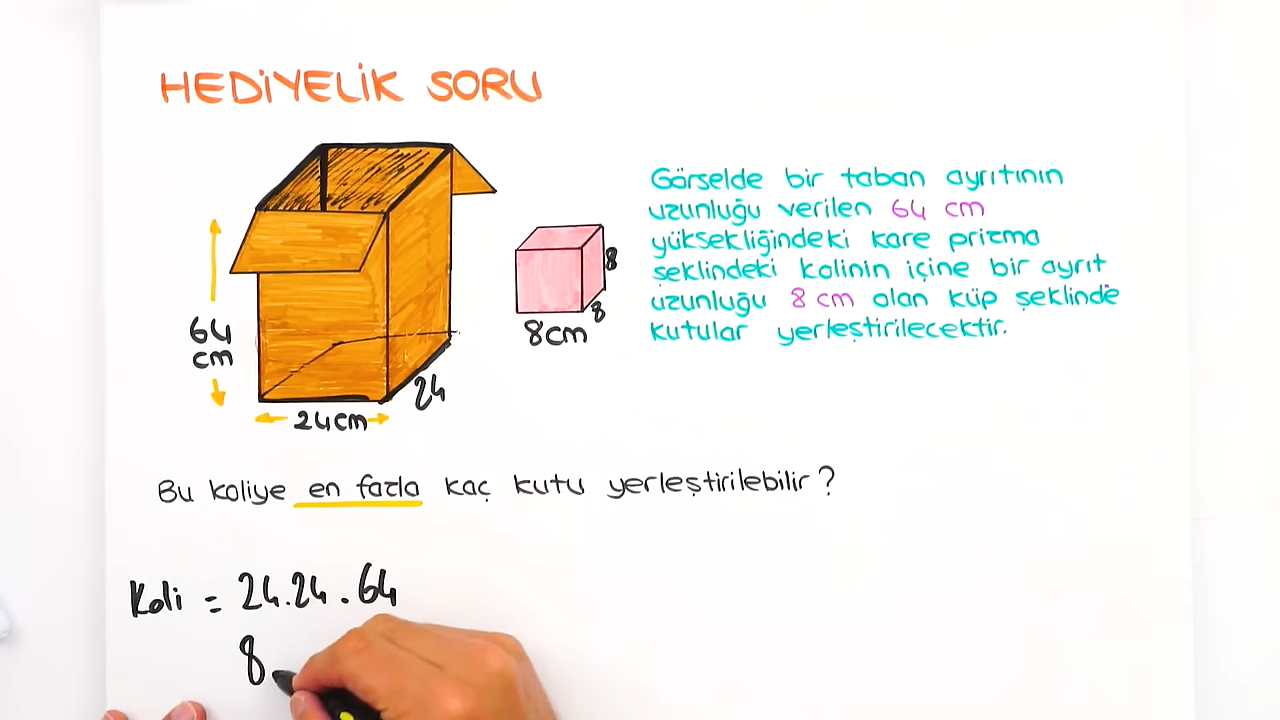 HEDİYELİK SORU
Görselde bir taban ayrıtının
uzunluğu verilen 64 cm
yüksekliğindeki kare prizma
şeklindeki kolinin içine bir ayrıt
uzunluğu 8 cm olan küp şeklinde
kutular yerleştirilecektir.
64
cm
24cm
24
8cm
8
8
Bu koliye en fazla kaç kutu yerleştirilebilir?
Koli = 24.24.64
8